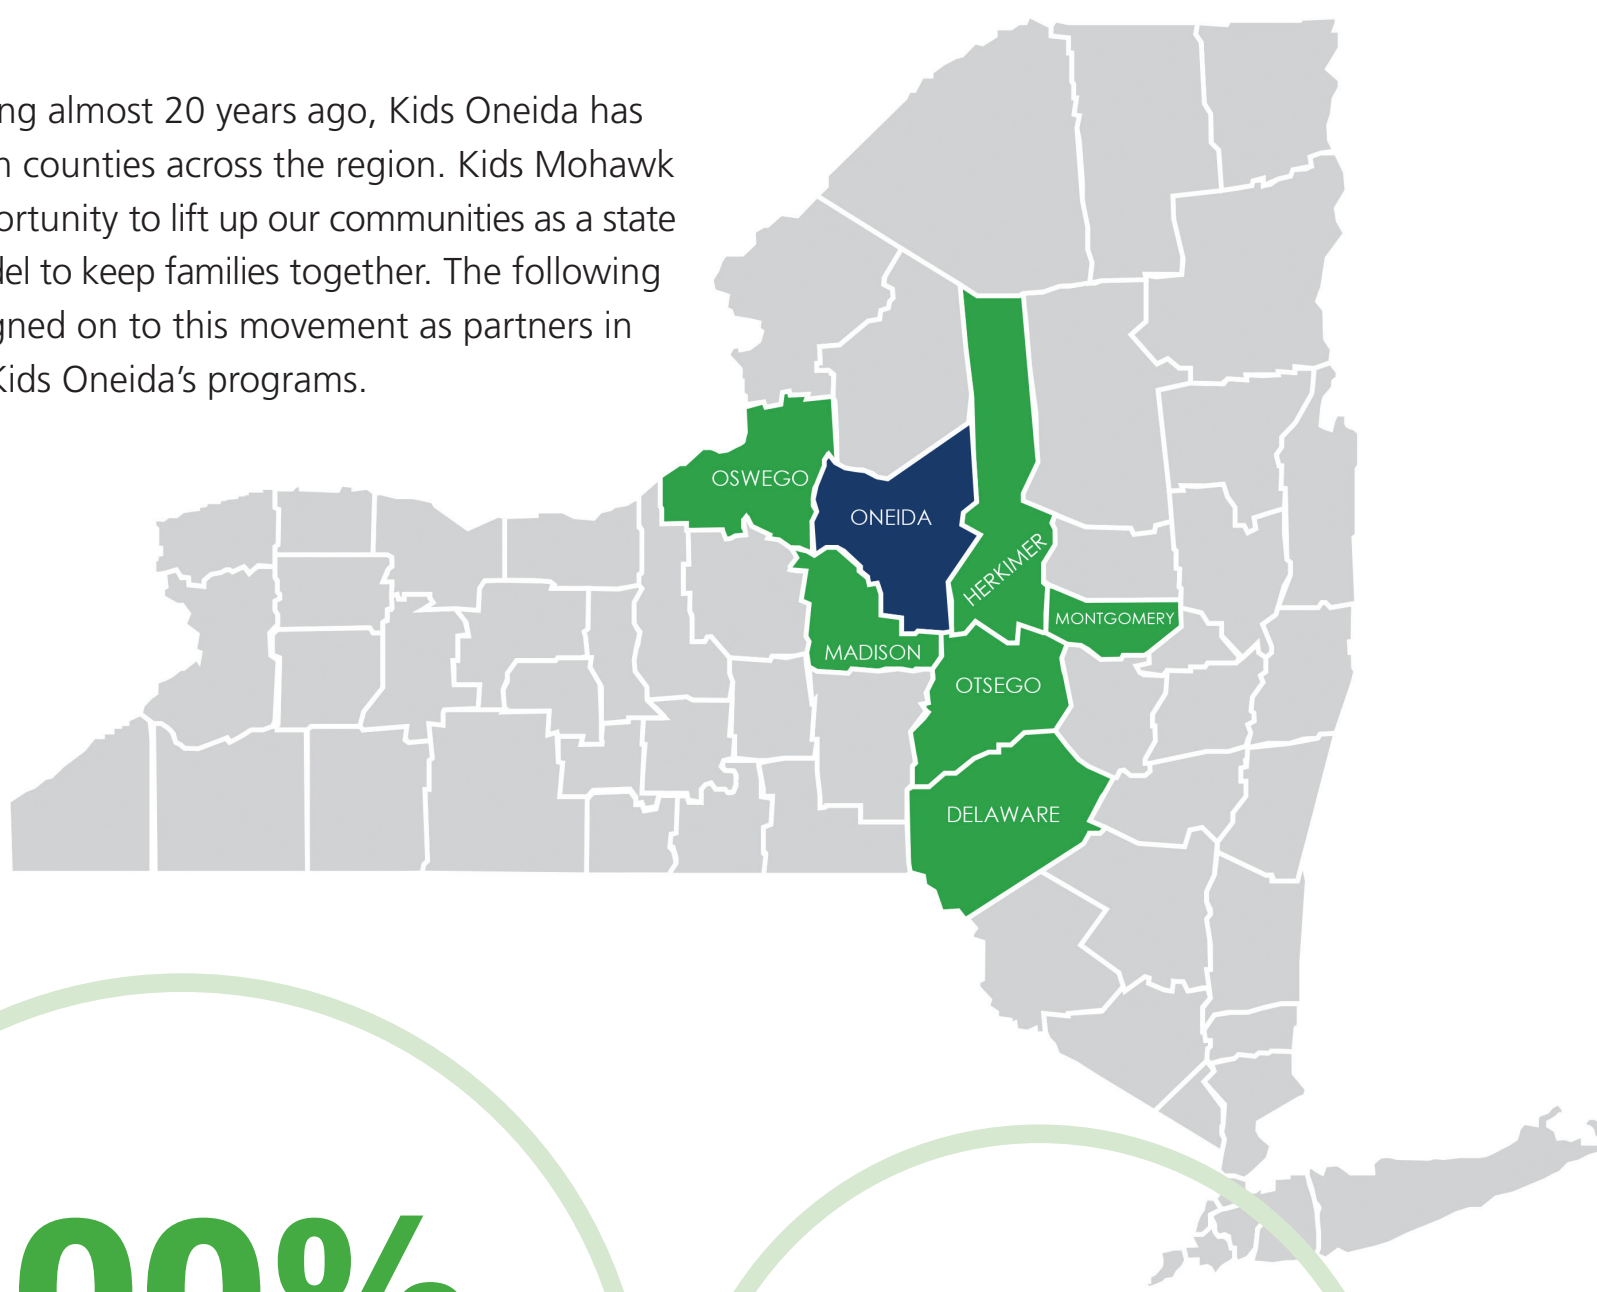 ng almost 20 years ago, Kids Oneida has
counties across the region. Kids Mohawk
ortunity to lift up our communities as a state
del to keep families together. The following
gned on to this movement as partners in
Kids Oneida’s programs.
OSWEGO
ONEIDA
HERKIMER
MONTGOMERY
MADISON
OTSEGO
DELAWARE
00%